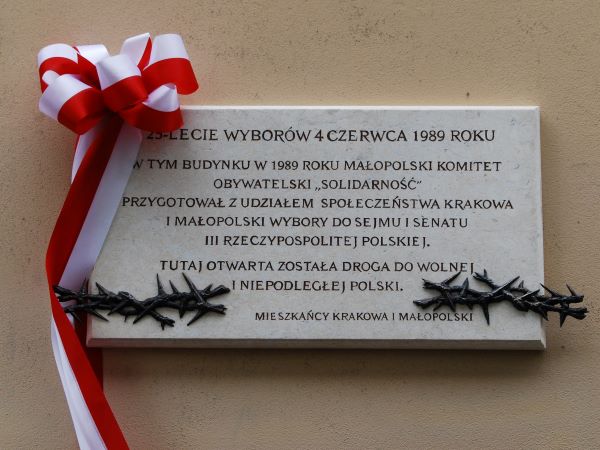 25-LECIE WYBORÓW 4 CZERWCA 1989 ROKU
W TYM BUDYNKU W 1989 ROKU MAŁOPOLSKI KOMITET
OBYWATELSKI „SOLIDARNOŚĆ”
PRZYGOTOWAŁ Z UDZIAŁEM SPOŁECZEŃSTWA KRAKOWA
I MAŁOPOLSKI WYBORY DO SEJMU I SENATU
III RZECZYPOSPOLITEJ POLSKIEJ.
TUTAJ OTWARTA ZOSTAŁA DROGA DO WOLNEJ
I NIEPODLEGŁEJ POLSKI.
MIESZKAŃCY KRAKOWA I MAŁOPOLSKI